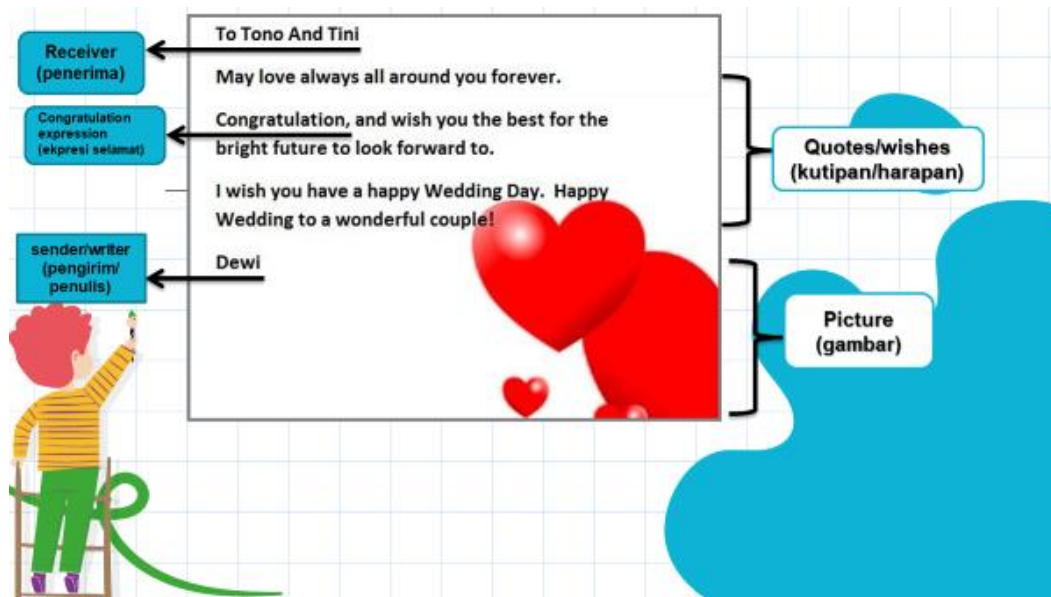 To Tono And Tini
May love always all around you forever.
Congratulation, and wish you the best for the
bright future to look forward to.
I wish you have a happy Wedding Day.  Happy
Wedding to a wonderful couple!
Dewi
Receiver
(penerima)
Congratulation
expression
(ekpresi selamat)
sender/writer
(pengirim/
penulis)
Quotes/wishes
(kutipan/harapan)
Picture
(gambar)